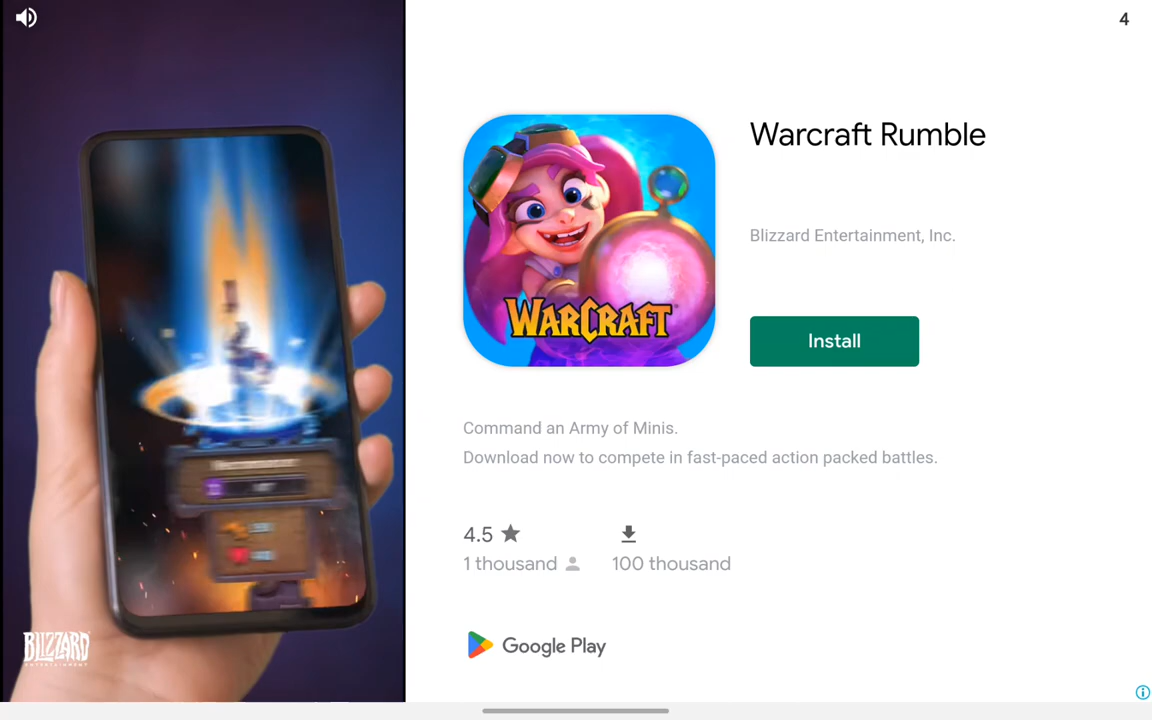 4
WARCRAFT
Warcraft Rumble
Blizzard Entertainment, Inc.
Install
Command an Army of Minis.
Download now to compete in fast-paced action packed battles.
4.5
1 thousand
100 thousand
BLIZZARD
ENTERTAINMENT
Google Play